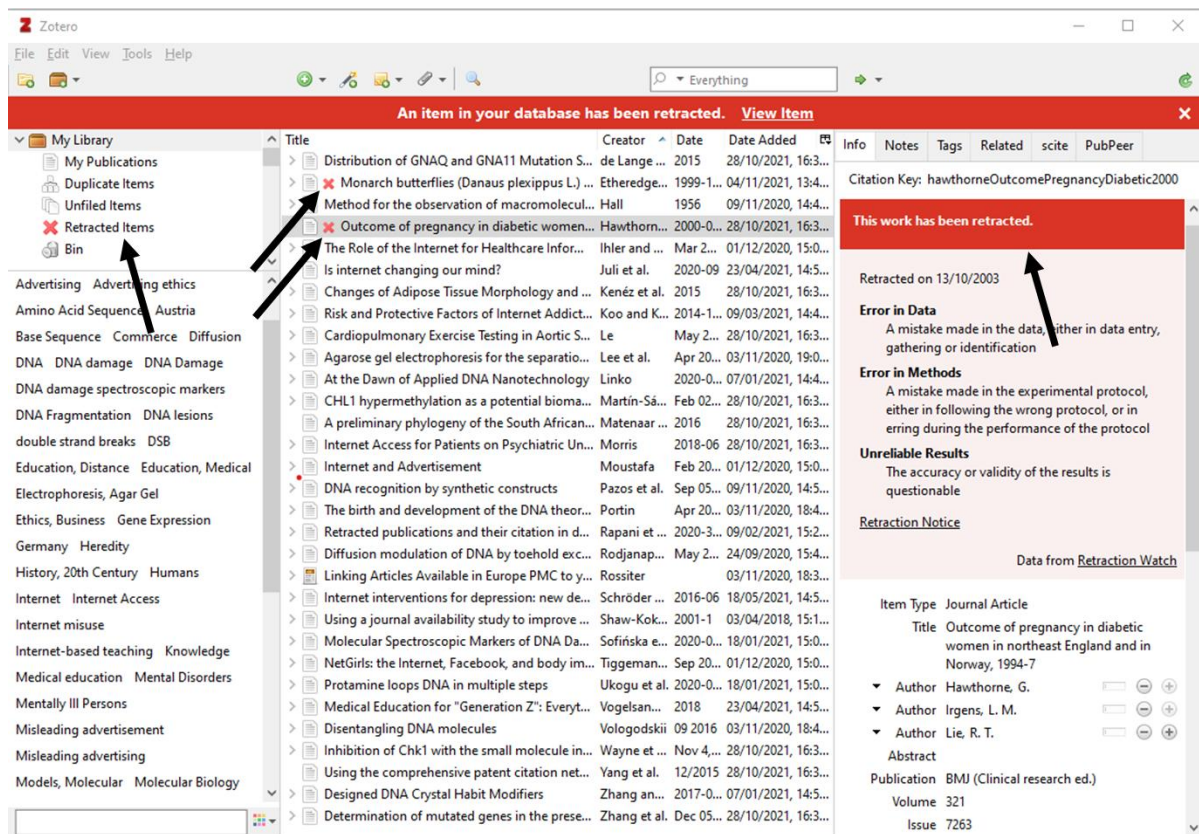 Zotero
File Edit View Tools Help
Everything
An item in your database has been retracted. View Item
My Library
My Publications
Duplicate Items
Unfiled Items
Retracted Items
Bin
Advertising Advertising ethics
Amino Acid Sequence Austria
Base Sequence Commerce Diffusion
DNA DNA damage DNA Damage
DNA damage spectroscopic markers
DNA Fragmentation DNA lesions
double strand breaks DSB
Education, Distance Education, Medical
Electrophoresis, Agar Gel
Ethics, Business Gene Expression
Germany Heredity
History, 20th Century Humans
Internet Internet Access
Internet misuse
Internet-based teaching Knowledge
Medical education Mental Disorders
Mentally Ill Persons
Misleading advertisement
Misleading advertising
Models, Molecular Molecular Biology
Title Creator Date Date Added
Distribution of GNAQ and GNA11 Mutation S... de Lange ... 2015 28/10/2021, 16:3...
Monarch butterflies (Danaus plexippus L.) ... Etheredge... 1999-1... 04/11/2021, 13:4...
Method for the observation of macromolecul... Hall 1956 09/11/2020, 14:4...
Outcome of pregnancy in diabetic women... Hawthorn... 2000-0... 28/10/2021, 16:3...
The Role of the Internet for Healthcare Infor... Ihler and ... Mar 2... 01/12/2020, 15:0...
Is internet changing our mind? Juli et al. 2020-09 23/04/2021, 14:5...
Changes of Adipose Tissue Morphology and ... Kenéz et al. 2015 28/10/2021, 16:3...
Risk and Protective Factors of Internet Addict... Koo and K... 2014-1... 09/03/2021, 14:4...
Cardiopulmonary Exercise Testing in Aortic S... Le May 2... 28/10/2021, 16:3...
Agarose gel electrophoresis for the separatio... Lee et al. Apr 20... 03/11/2020, 19:0...
At the Dawn of Applied DNA Nanotechnology Linko 2020-0... 07/01/2021, 14:4...
CHL1 hypermethylation as a potential bioma... Martín-Sá... Feb 02... 28/10/2021, 16:3...
A preliminary phylogeny of the South African... Matenaar ... 2016 28/10/2021, 16:3...
Internet Access for Patients on Psychiatric Un... Morris 2018-06 28/10/2021, 16:3...
Internet and Advertisement Moustafa Feb 20... 01/12/2020, 15:0...
DNA recognition by synthetic constructs Pazos et al. Sep 05... 09/11/2020, 14:5...
The birth and development of the DNA theor... Portin Apr 20... 03/11/2020, 18:4...
Retracted publications and their citation in d... Rapani et ... 2020-3... 09/02/2021, 15:2...
Diffusion modulation of DNA by toehold exc... Rodjanap... May 2... 24/09/2020, 15:4...
Linking Articles Available in Europe PMC to y... Rossiter 03/11/2020, 18:3...
Internet interventions for depression: new de... Schröder ... 2016-06 18/05/2021, 14:5...
Using a journal availability study to improve ... Shaw-Kok... 2001-1 03/04/2018, 15:1...
Molecular Spectroscopic Markers of DNA Da... Sofińska e... 2020-0... 18/01/2021, 15:0...
NetGirls: the Internet, Facebook, and body im... Tiggeman... Sep 20... 01/12/2020, 15:0...
Protamine loops DNA in multiple steps Ukogu et al. 2020-0... 18/01/2021, 15:0...
Medical Education for "Generation Z": Everyt... Vogelsan... 2018 23/04/2021, 14:5...
Disentangling DNA molecules Vologodskii 09 2016 03/11/2020, 18:4...
Inhibition of Chk1 with the small molecule in... Wayne et ... Nov 4,... 28/10/2021, 16:3...
Using the comprehensive patent citation net... Yang et al. 12/2015 28/10/2021, 16:3...
Designed DNA Crystal Habit Modifiers Zhang an... 2017-0... 07/01/2021, 14:5...
Determination of mutated genes in the prese... Zhang et al. Dec 05... 28/10/2021, 16:3...
Info Notes Tags Related scite PubPeer
Citation Key: hawthorneOutcomePregnancyDiabetic2000
This work has been retracted.
Retracted on 13/10/2003
Error in Data
A mistake made in the data, either in data entry,
gathering or identification
Error in Methods
A mistake made in the experimental protocol,
either in following the wrong protocol, or in
erring during the performance of the protocol
Unreliable Results
The accuracy or validity of the results is
questionable
Retraction Notice
Data from Retraction Watch
Item Type Journal Article
Title Outcome of pregnancy in diabetic
women in northeast England and in
Norway, 1994-7
Author Hawthorne, G.
Author Irgens, L. M.
Author Lie, R. T.
Abstract
Publication BMJ (Clinical research ed.)
Volume 321
Issue 7263